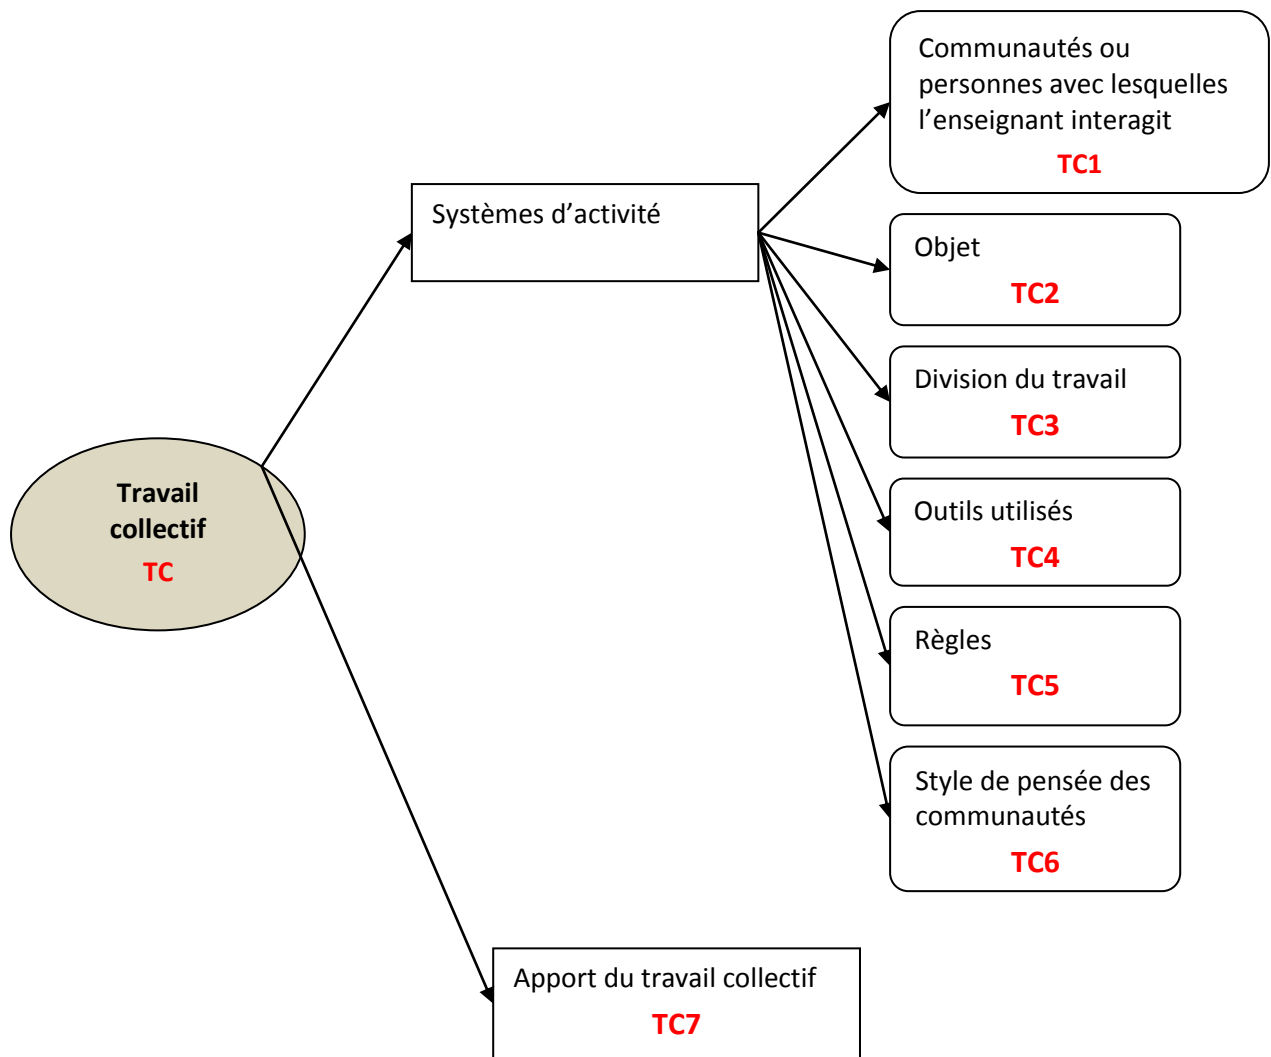 Communautés ou
personnes avec lesquelles
l’enseignant interagit
TC1
Systèmes d’activité
Objet
TC2
Division du travail
TC3
Travail
collectif
TC
Outils utilisés
TC4
Règles
TC5
Style de pensée des
communautés
TC6
Apport du travail collectif
TC7